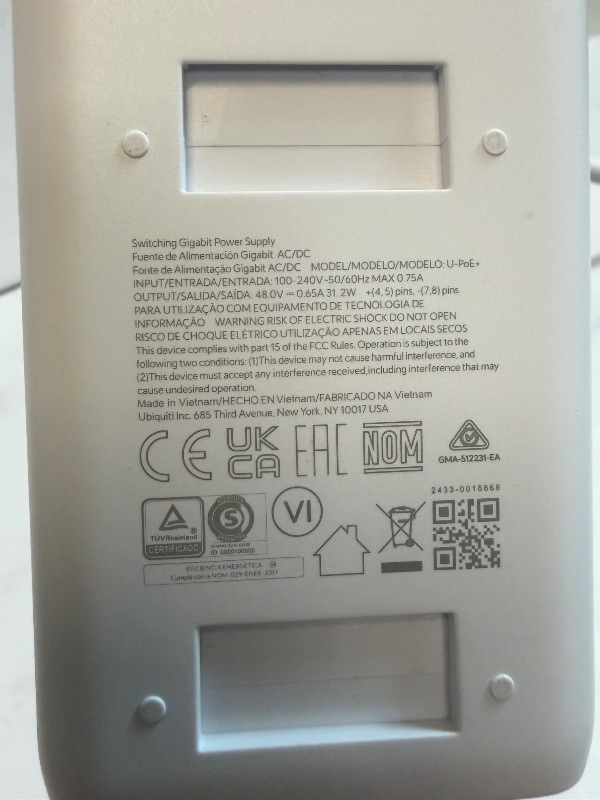 Switching Gigabit Power Supply
Fuente de Alimentación Gigabit AC/DC
Fonte de Alimentação Gigabit AC/DC MODEL/MODELO/MODELO: U-PoE+
INPUT/ENTRADA/ENTRADA: 100-240V~50/60Hz MAX 0.75A
OUTPUT/SALIDA/SAÍDA: 48.0V ⎓ 0.65A 31.2W +(4,5) pins, -(7,8) pins
PARA UTILIZAÇÃO COM EQUIPAMENTO DE TECNOLOGIA DE
INFORMAÇÃO WARNING RISK OF ELECTRIC SHOCK DO NOT OPEN
RISCO DE CHOQUE ELÉTRICO UTILIZAÇÃO APENAS EM LOCAIS SECOS
This device complies with part 15 of the FCC Rules. Operation is subject to the
following two conditions: (1)This device may not cause harmful interference, and
(2)This device must accept any interference received,including interference that may
cause undesired operation.
Made in Vietnam/HECHO EN Vietnam/FABRICADO NA Vietnam
Ubiquiti Inc. 685 Third Avenue, New York, NY 10017 USA
CE UK CA EAC NOM
GMA-512231-EA
2433-0018868
TÜVRheinland
CERTIFICADO
S
www.tuv.com
ID 0000100000
VI
EFICIENCIA ENERGÉTICA
Cumple con la NOM-029-ENER-2017